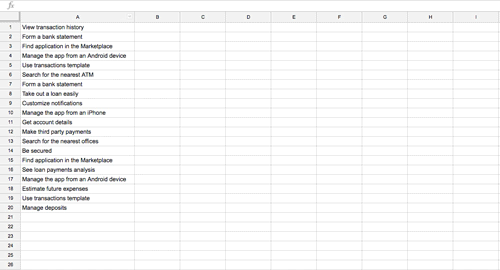 fx
A B C D E F G H I
1 View transaction history
2 Form a bank statement
3 Find application in the Marketplace
4 Manage the app from an Android device
5 Use transactions template
6 Search for the nearest ATM
7 Form a bank statement
8 Take out a loan easily
9 Customize notifications
10 Manage the app from an iPhone
11 Get account details
12 Make third party payments
13 Search for the nearest offices
14 Be secured
15 Find application in the Marketplace
16 See loan payments analysis
17 Manage the app from an Android device
18 Estimate future expenses
19 Use transactions template
20 Manage deposits
21
22
23
24
25
26